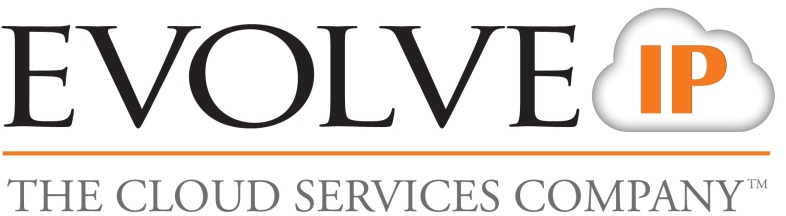 EVOLVE IP
THE CLOUD SERVICES COMPANY™